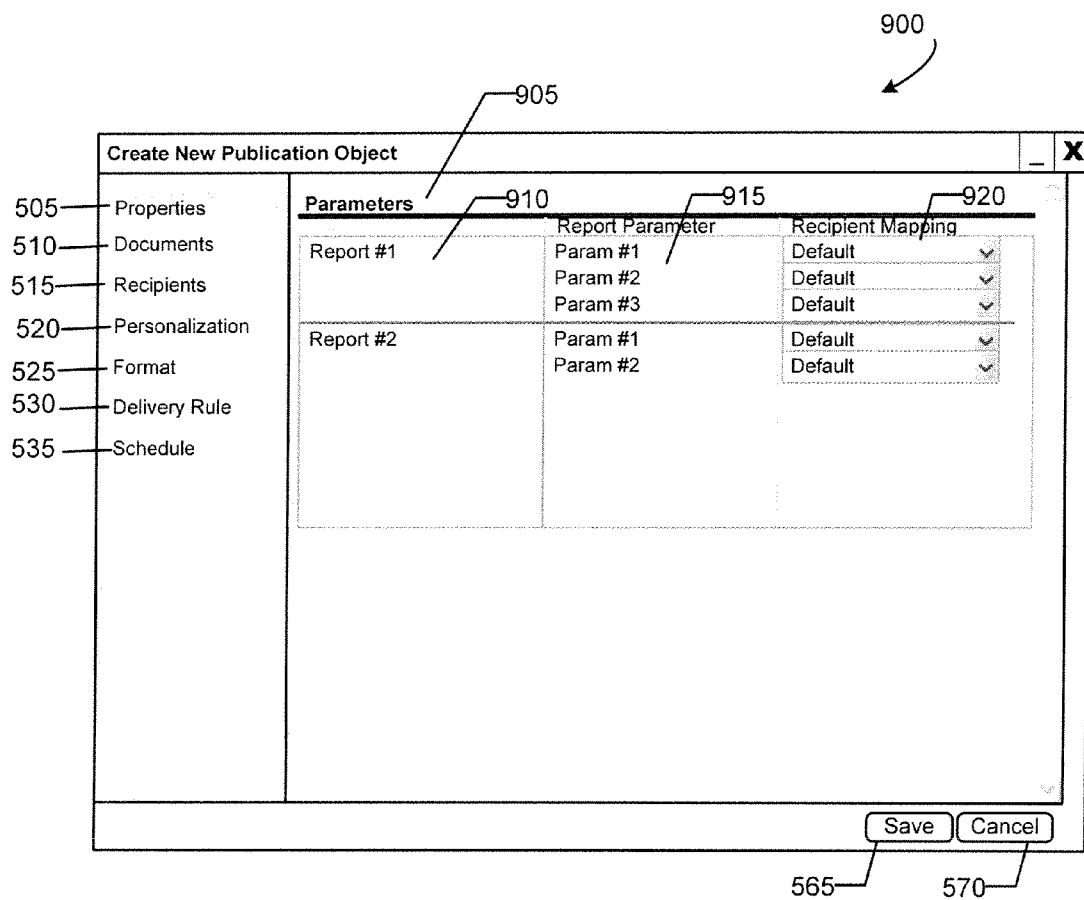 900
905
Create New Publication Object _ X
505 Properties
Parameters 910 915 920
Report Parameter Recipient Mapping
510 Documents
Report #1 Param #1 Default
515 Recipients
Param #2 Default
Param #3 Default
520 Personalization
Report #2 Param #1 Default
525 Format
Param #2 Default
530 Delivery Rule
535 Schedule
Save Cancel
565 570